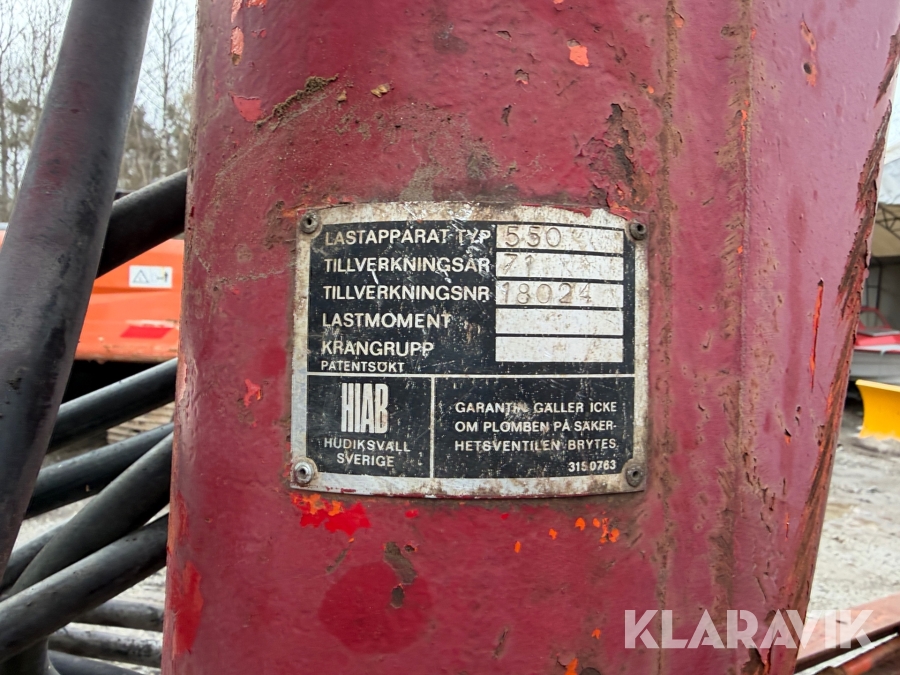 LASTAPPARAT-TYP 550
TILLVERKNINGSÅR 71
TILLVERKNINGSNR 18024
LASTMOMENT
KRANGRUPP
PATENTSÖKT
HIAB
HUDIKSVALL
SVERIGE
GARANTIN GÄLLER ICKE
OM PLOMBEN PÅ SÄKER-
HETSVENTILEN BRYTES
315 0763
KLARAVIK